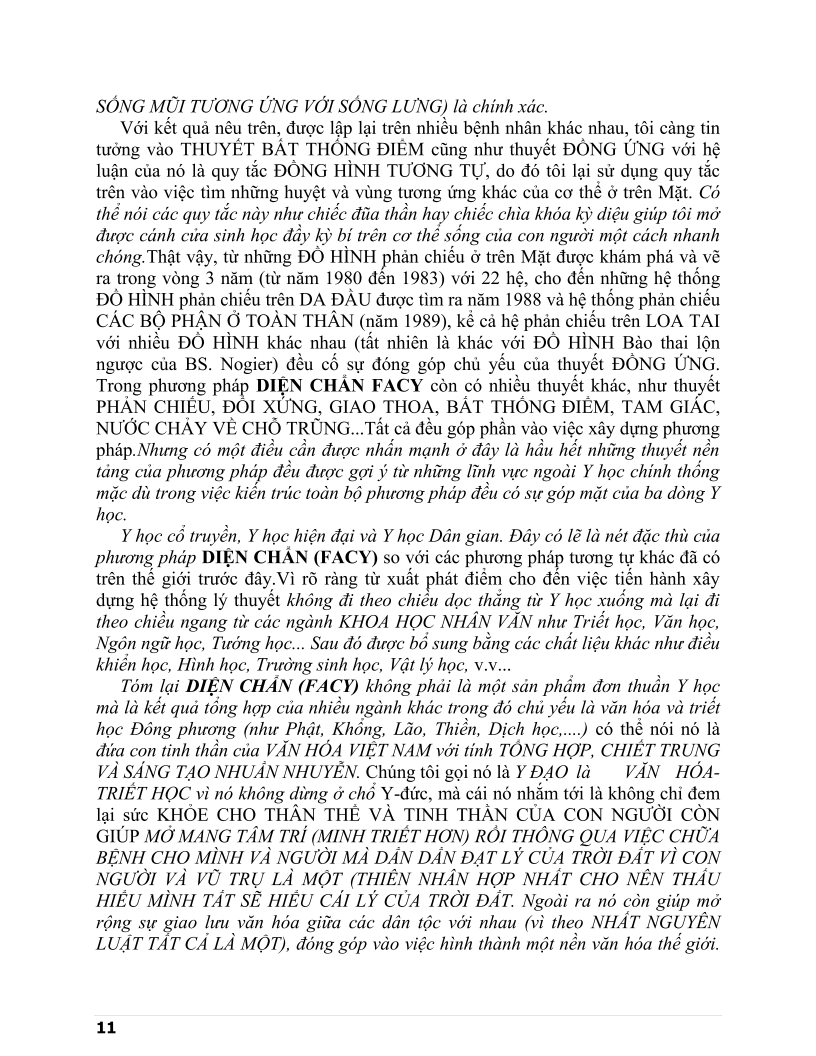 SỐNG MŨI TƯƠNG ỨNG VỚI SỐNG LƯNG) là chính xác.
Với kết quả nêu trên, được lập lại trên nhiều bệnh nhân khác nhau, tôi càng tin
tưởng vào THUYẾT BẤT THỐNG ĐIỂM cũng như thuyết ĐỒNG ỨNG với hệ
luận của nó là quy tắc ĐỒNG HÌNH TƯƠNG TỰ, do đó tôi lại sử dụng quy tắc
trên vào việc tìm những huyệt và vùng tương ứng khác của cơ thể ở trên Mặt. Có
thể nói các quy tắc này như chiếc đũa thần hay chiếc chìa khóa kỳ diệu giúp tôi mở
được cánh cửa sinh học đầy kỳ bí trên cơ thể sống của con người một cách nhanh
chóng.Thật vậy, từ những ĐỒ HÌNH phản chiếu ở trên Mặt được khám phá và vẽ
ra trong vòng 3 năm (từ năm 1980 đến 1983) với 22 hệ, cho đến những hệ thống
ĐỒ HÌNH phản chiếu trên DA ĐẦU được tìm ra năm 1988 và hệ thống phản chiếu
CÁC BỘ PHẬN Ở TOÀN THÂN (năm 1989), kể cả hệ phản chiếu trên LOA TAI
với nhiều ĐỒ HÌNH khác nhau (tất nhiên là khác với ĐỒ HÌNH Bào thai lộn
ngược của BS. Nogier) đều cố sự đóng góp chủ yếu của thuyết ĐỒNG ỨNG.
Trong phương pháp DIỆN CHẨN FACY còn có nhiều thuyết khác, như thuyết
PHẢN CHIẾU, ĐỐI XỨNG, GIAO THOA, BẤT THỐNG ĐIỂM, TAM GIÁC,
NƯỚC CHẢY VỀ CHỖ TRŨNG...Tất cả đều góp phần vào việc xây dựng phương
pháp.Nhưng có một điều cần được nhấn mạnh ở đây là hầu hết những thuyết nền
tảng của phương pháp đều được gợi ý từ những lĩnh vực ngoài Y học chính thống
mặc dù trong việc kiến trúc toàn bộ phương pháp đều có sự góp mặt của ba dòng Y
học.
Y học cổ truyền, Y học hiện đại và Y học Dân gian. Đây có lẽ là nét đặc thù của
phương pháp DIỆN CHẨN (FACY) so với các phương pháp tương tự khác đã có
trên thế giới trước đây.Vì rõ ràng từ xuất phát điểm cho đến việc tiến hành xây
dựng hệ thống lý thuyết không đi theo chiều dọc thẳng từ Y học xuống mà lại đi
theo chiều ngang từ các ngành KHOA HỌC NHÂN VĂN như Triết học, Văn học,
Ngôn ngữ học, Tướng học... Sau đó được bổ sung bằng các chất liệu khác như điều
khiển học, Hình học, Trường sinh học, Vật lý học, v.v...
Tóm lại DIỆN CHẨN (FACY) không phải là một sản phẩm đơn thuần Y học
mà là kết quả tổng hợp của nhiều ngành khác trong đó chủ yếu là văn hóa và triết
học Đông phương (như Phật, Khổng, Lão, Thiền, Dịch học,....) có thể nói nó là
đứa con tinh thần của VĂN HÓA VIỆT NAM với tính TỔNG HỢP, CHIẾT TRUNG
VÀ SÁNG TẠO NHUẦN NHUYỄN. Chúng tôi gọi nó là Y ĐẠO là VĂN HÓA-
TRIẾT HỌC vì nó không dừng ở chổ Y-đức, mà cái nó nhắm tới là không chỉ đem
lại sức KHỎE CHO THÂN THỂ VÀ TINH THẦN CỦA CON NGƯỜI CÒN
GIÚP MỞ MANG TÂM TRÍ (MINH TRIẾT HƠN) RỒI THÔNG QUA VIỆC CHỮA
BỆNH CHO MÌNH VÀ NGƯỜI MÀ DẦN DẦN ĐẠT LÝ CỦA TRỜI ĐẤT VÌ CON
NGƯỜI VÀ VŨ TRỤ LÀ MỘT (THIÊN NHÂN HỢP NHẤT CHO NÊN THẤU
HIỂU MÌNH TẤT SẼ HIỂU CÁI LÝ CỦA TRỜI ĐẤT. Ngoài ra nó còn giúp mở
rộng sự giao lưu văn hóa giữa các dân tộc với nhau (vì theo NHẤT NGUYÊN
LUẬT TẤT CẢ LÀ MỘT), đóng góp vào việc hình thành một nền văn hóa thế giới.
11